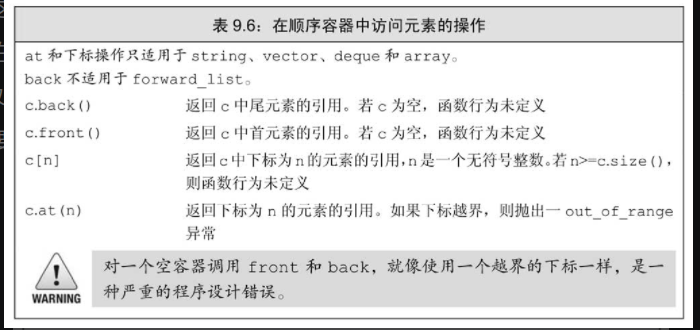 表 9.6：在顺序容器中访问元素的操作
at 和下标操作只适用于 string、vector、deque 和 array。
back 不适用于 forward_list。
c.back() 返回 c 中尾元素的引用。若 c 为空，函数行为未定义
c.front() 返回 c 中首元素的引用。若 c 为空，函数行为未定义
c[n] 返回 c 中下标为 n 的元素的引用，n 是一个无符号整数。若 n>=c.size()，
则函数行为未定义
c.at(n) 返回下标为 n 的元素的引用。如果下标越界，则抛出一 out_of_range
异常
对一个空容器调用 front 和 back，就像使用一个越界的下标一样，是一
WARNING 种严重的程序设计错误。